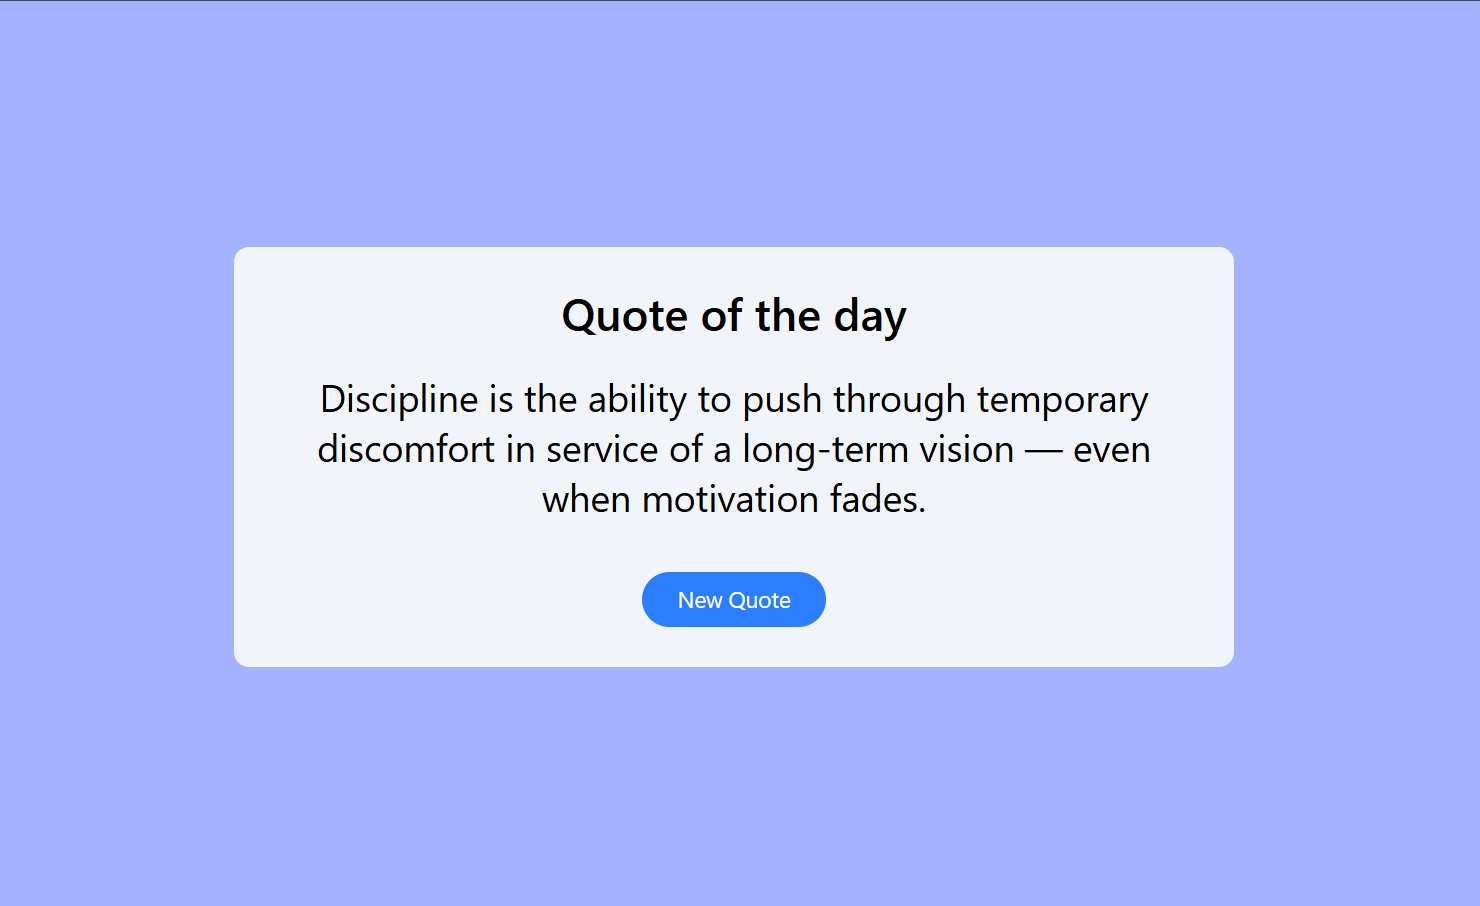 Quote of the day
Discipline is the ability to push through temporary
discomfort in service of a long-term vision — even
when motivation fades.
New Quote